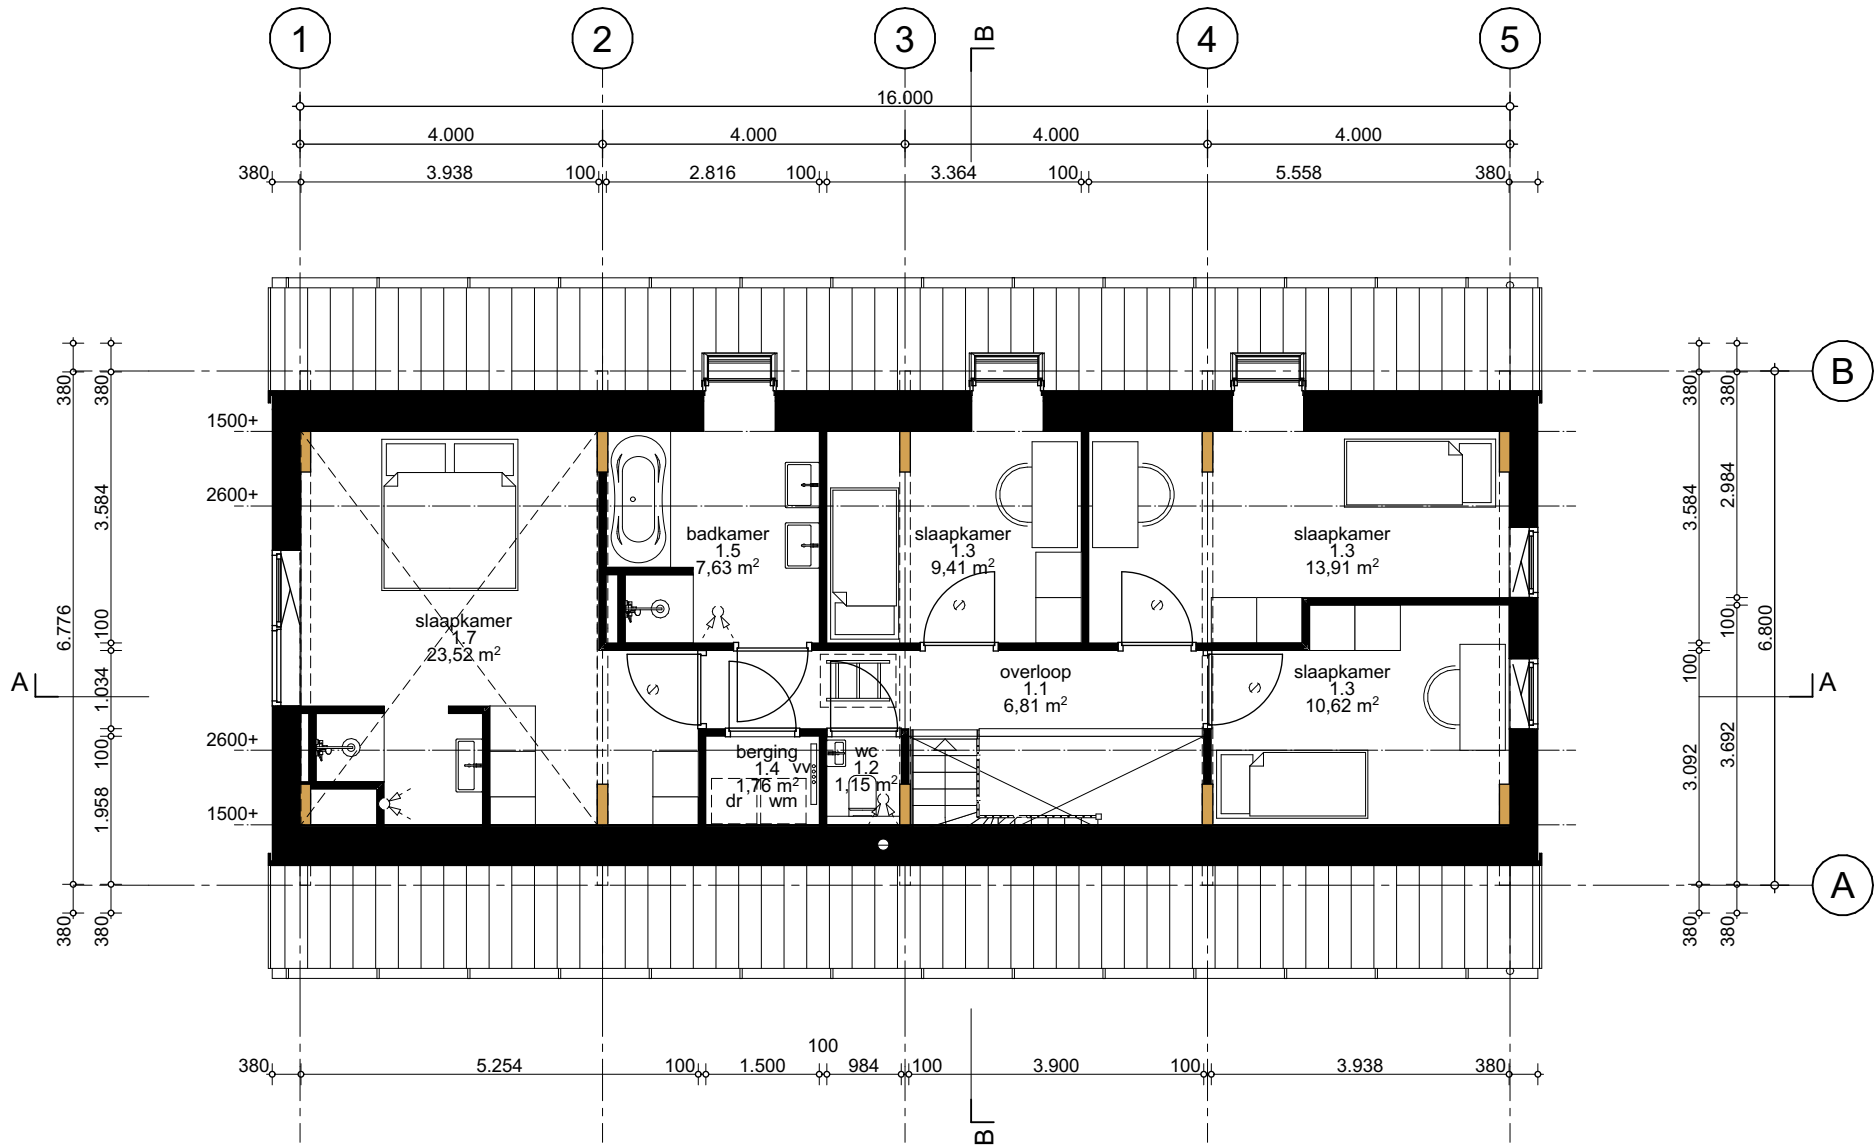 1 2 3 4 5
B
16.000
4.000 4.000 4.000 4.000
380 3.938 100 2.816 100 3.364 100 5.558 380
380 380 380 380
B
1500+
2600+
3.584 3.584 2.984
badkamer
1.5
7,63 m²
slaapkamer
1.3
9,41 m²
slaapkamer
1.3
13,91 m²
slaapkamer
1.7
23,52 m²
6.776 100 100 100 6.800
overloop
1.1
6,81 m²
slaapkamer
1.3
10,62 m²
A A
1.034
100
2600+
berging
1.4
1,76 m²
vv
dr wm
wc
1.2
1,15 m²
1.958 3.092 3.692
1500+
A
380 380 380 380
100
380 5.254 100 1.500 984 100 3.900 100 3.938 380
B